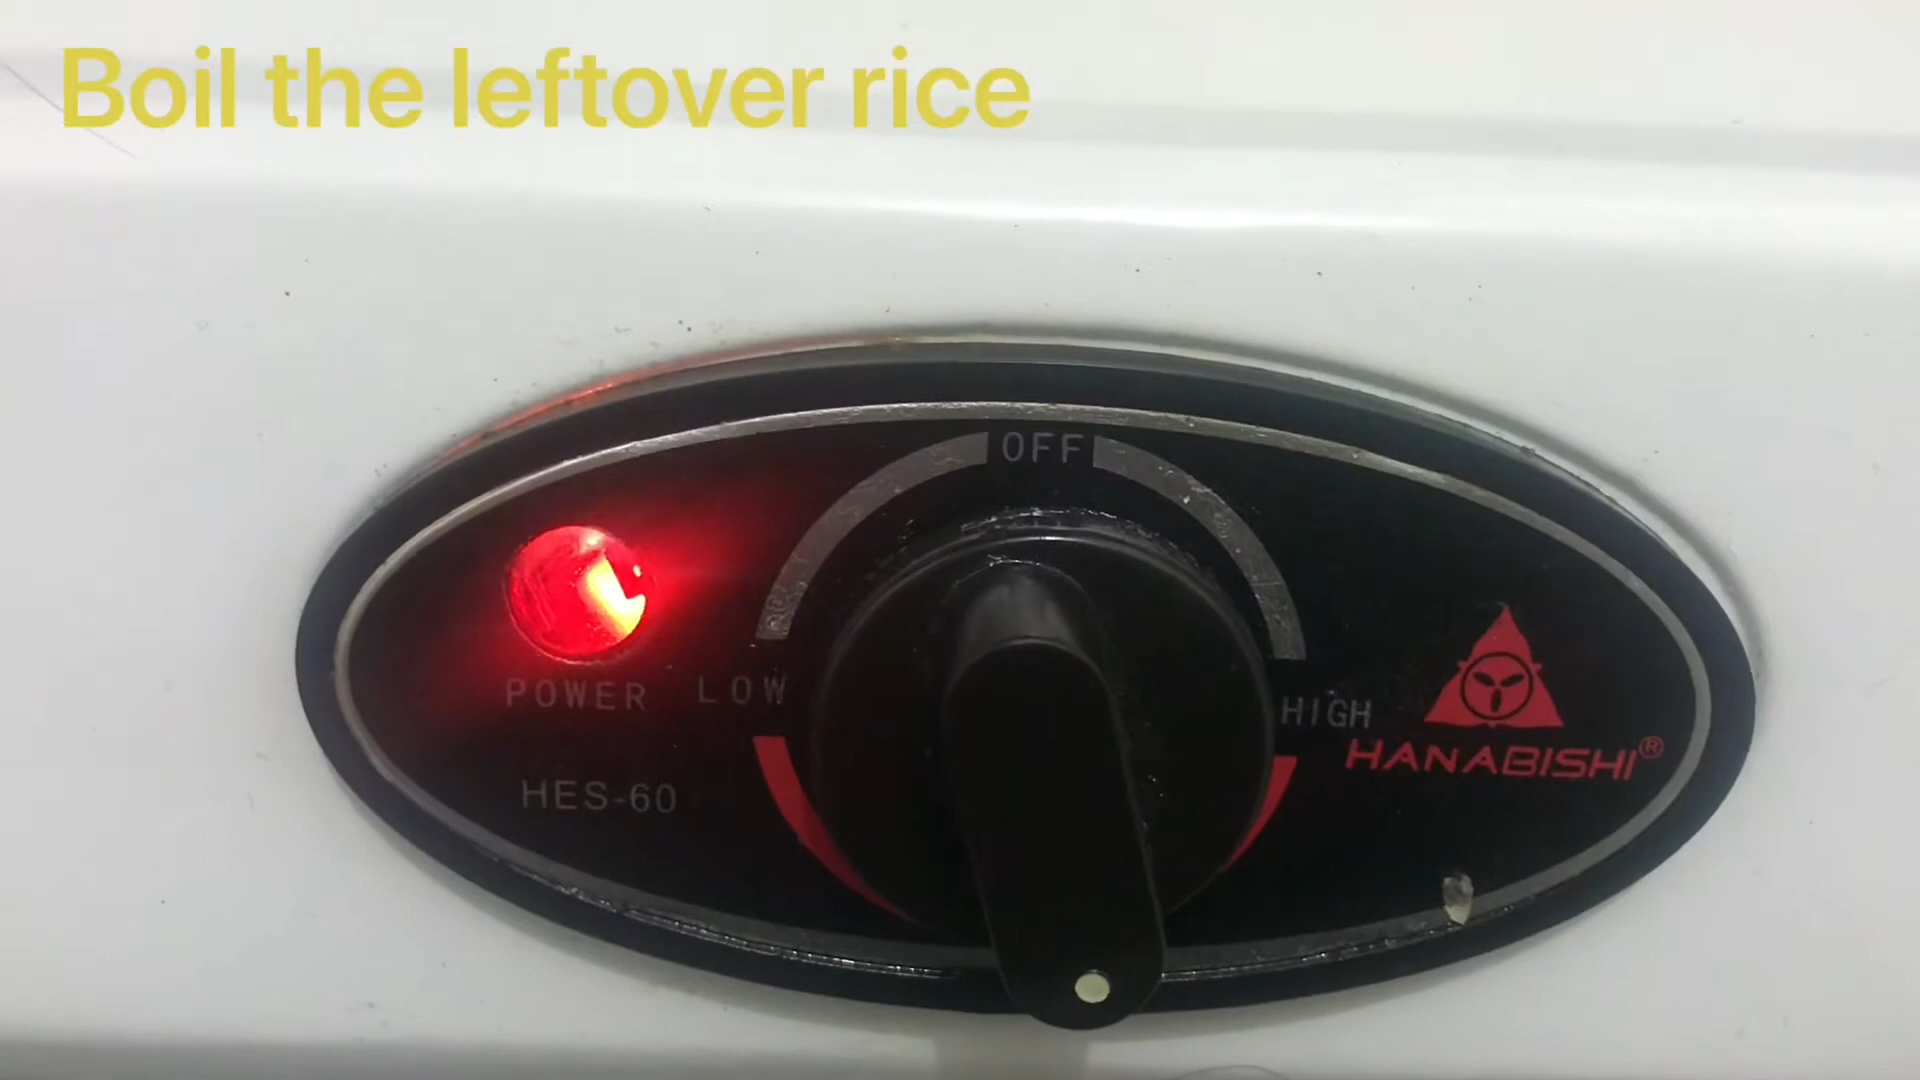 Boil the leftover rice
OFF
POWER
LOW
HIGH
HANABISHI®
HES-60